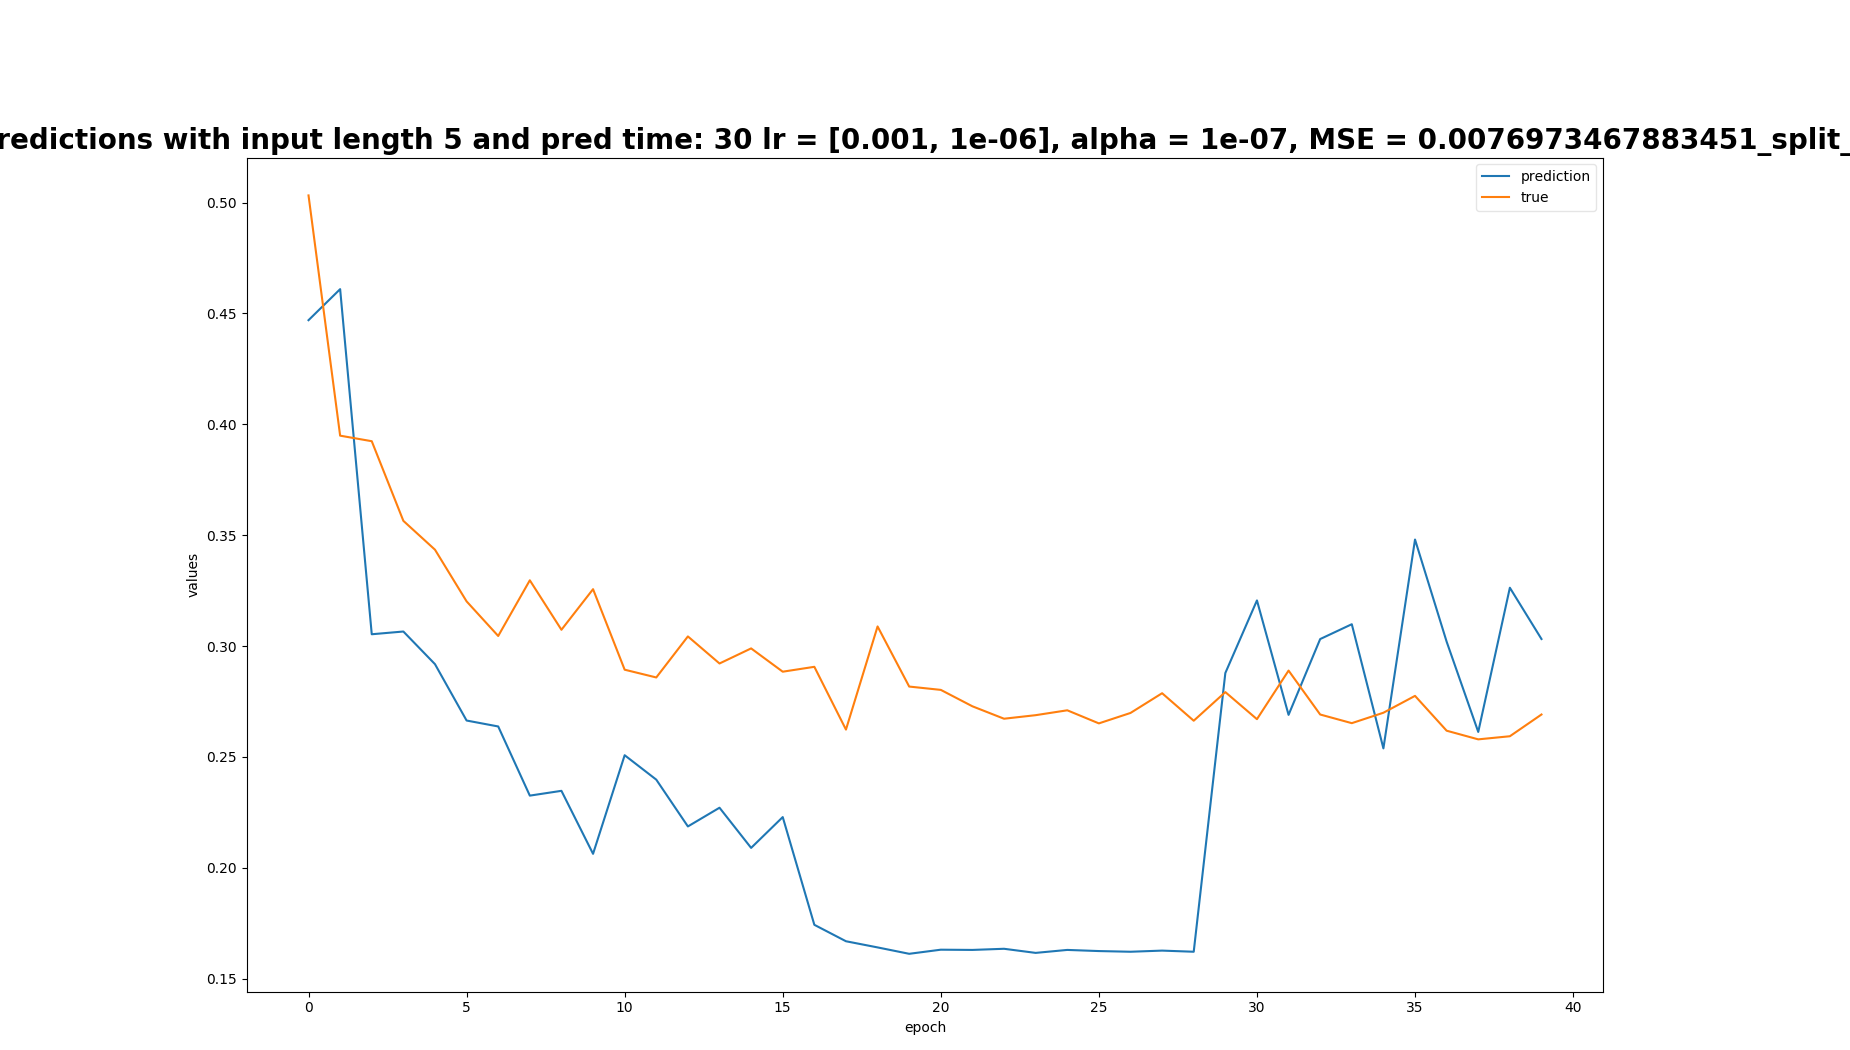 redictions with input length 5 and pred time: 30 lr = [0.001, 1e-06], alpha = 1e-07, MSE = 0.0076973467883451_split_
prediction
true
0.50
0.45
0.40
0.35
0.30
0.25
0.20
0.15
values
0 5 10 15 20 25 30 35 40
epoch